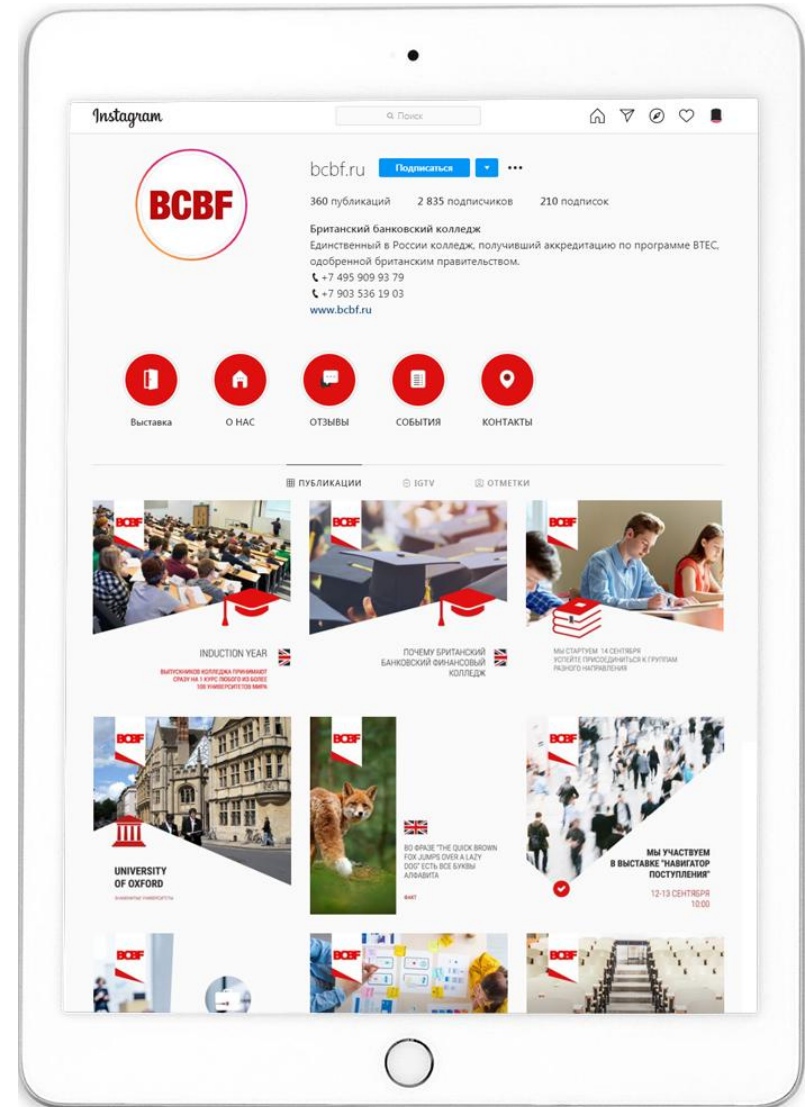 Instagram
Поиск
bcbf.ru Подписаться
360 публикаций 2 835 подписчиков 210 подписок
BCBF
Британский банковский колледж
Единственный в России колледж, получивший аккредитацию по программе BTEC,
одобренной британским правительством.
+7 495 909 93 79
+7 903 536 19 03
www.bcbf.ru
Выставка О НАС ОТЗЫВЫ СОБЫТИЯ КОНТАКТЫ
ПУБЛИКАЦИИ IGTV ОТМЕТКИ
BCBF
INDUCTION YEAR
ВЫПУСКНИКОВ КОЛЛЕДЖА ПРИНИМАЮТ
СРАЗУ НА 1 КУРС ЛЮБОГО ИЗ БОЛЕЕ
100 УНИВЕРСИТЕТОВ МИРА
BCBF
ПОЧЕМУ БРИТАНСКИЙ
БАНКОВСКИЙ ФИНАНСОВЫЙ
КОЛЛЕДЖ
BCBF
МЫ СТАРТУЕМ 14 СЕНТЯБРЯ
УСПЕЙТЕ ПРИСОЕДИНИТЬСЯ К ГРУППАМ
РАЗНОГО НАПРАВЛЕНИЯ
BCBF
UNIVERSITY
OF OXFORD
ЗНАМЕНИТЫЕ УНИВЕРСИТЕТЫ
BCBF
ВО ФРАЗЕ "THE QUICK BROWN
FOX JUMPS OVER A LAZY
DOG" ЕСТЬ ВСЕ БУКВЫ
АЛФАВИТА
ФАКТ
BCBF
МЫ УЧАСТВУЕМ
В ВЫСТАВКЕ "НАВИГАТОР
ПОСТУПЛЕНИЯ"
12-13 СЕНТЯБРЯ
10:00
BCBF
BCBF
BCBF